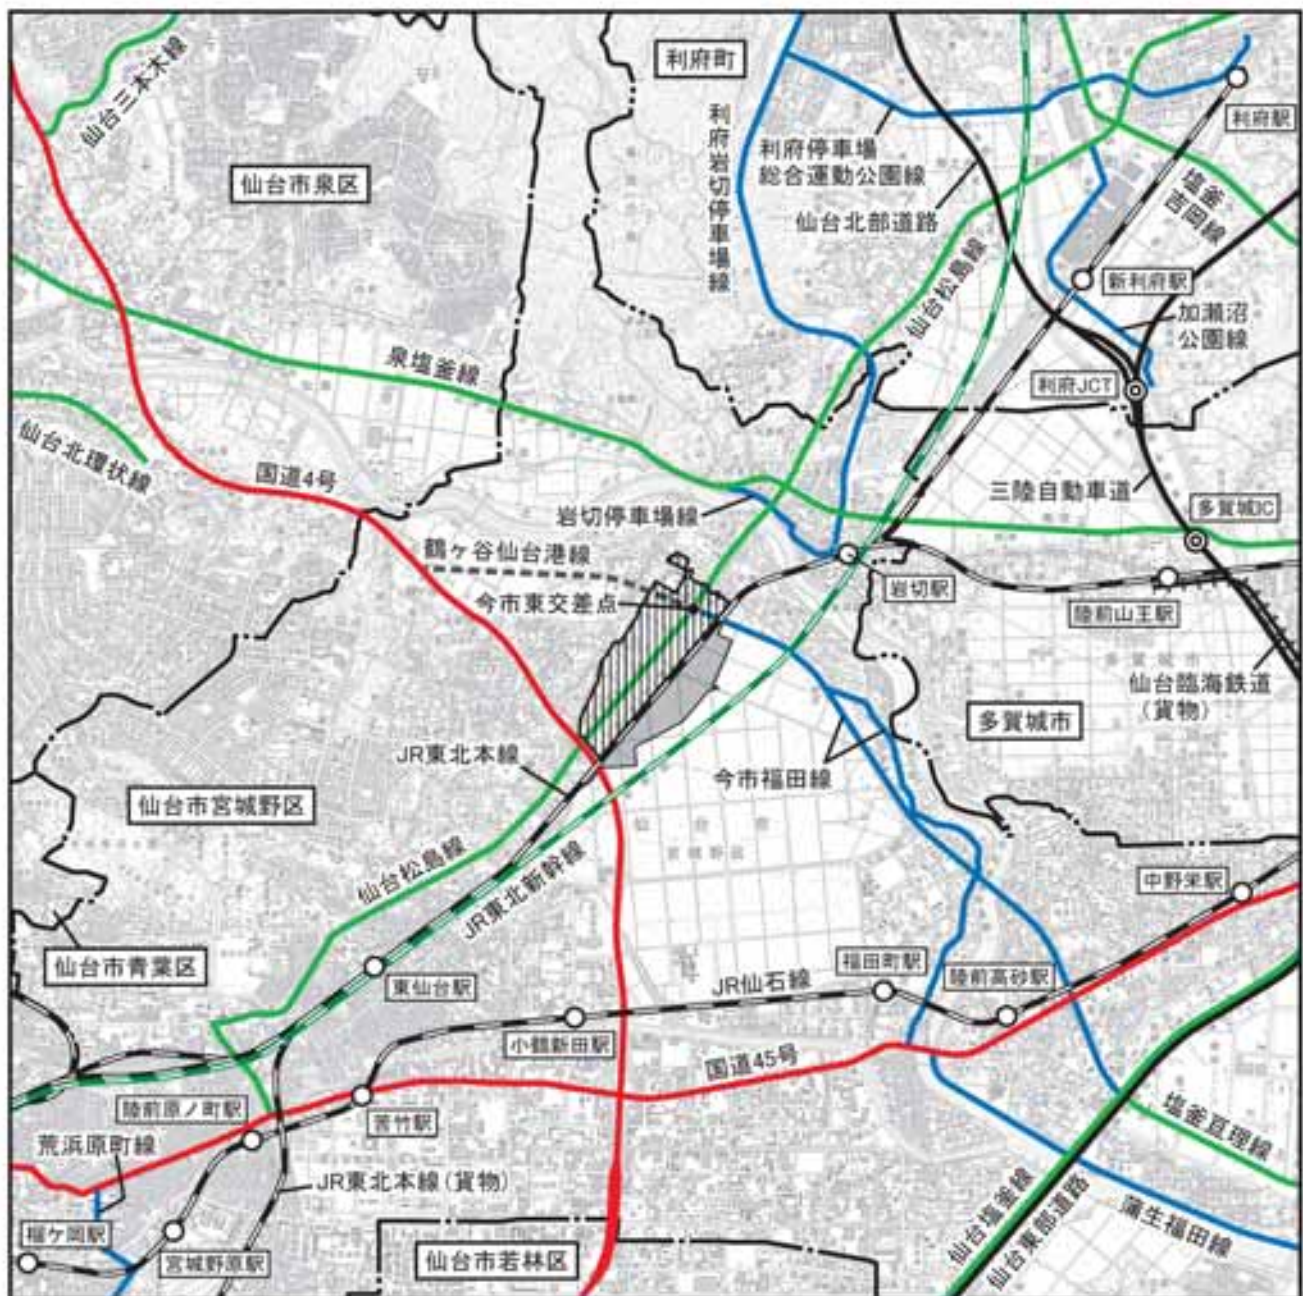 仙台三本木線
利府町
利府駅
利府岩切停車場線
利府停車場
総合運動公園線
仙台市泉区
塩釜
吉岡線
仙台北部道路
仙台松島線
新利府駅
加瀬沼
公園線
泉塩釜線
利府JCT
仙台北環状線
国道4号
三陸自動車道
多賀城IC
岩切停車場線
鶴ヶ谷仙台港線
岩切駅
今市東交差点
陸前山王駅
仙台臨海鉄道
(貨物)
多賀城市
JR東北本線
今市福田線
仙台市宮城野区
仙台松島線
JR東北新幹線
中野栄駅
仙台市青葉区
東仙台駅
福田町駅
陸前高砂駅
JR仙石線
小鶴新田駅
国道45号
陸前原ノ町駅
苦竹駅
塩釜亘理線
荒浜原町線
JR東北本線(貨物)
仙台塩釜線
仙台東部道路
蒲生福田線
榴ケ岡駅
宮城野原駅
仙台市若林区